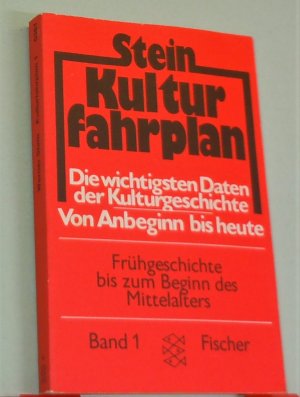 Stein
Kultur
fahrplan
Die wichtigsten Daten
der Kulturgeschichte
Von Anbeginn bis heute
Frühgeschichte
bis zum Beginn des
Mittelalters
Band 1 Fischer